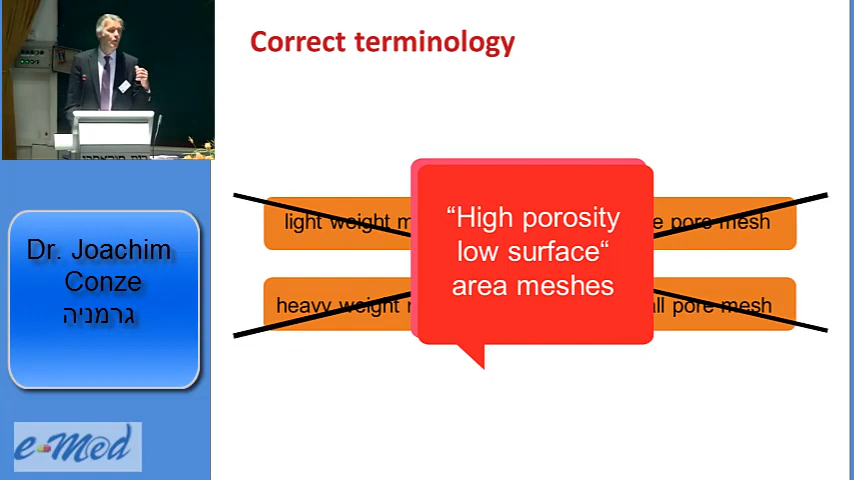 Correct terminology
light weight
pore mesh
heavy weight
pore mesh
“High porosity
low surface“
area meshes
Dr. Joachim
Conze
גרמניה
e-Med